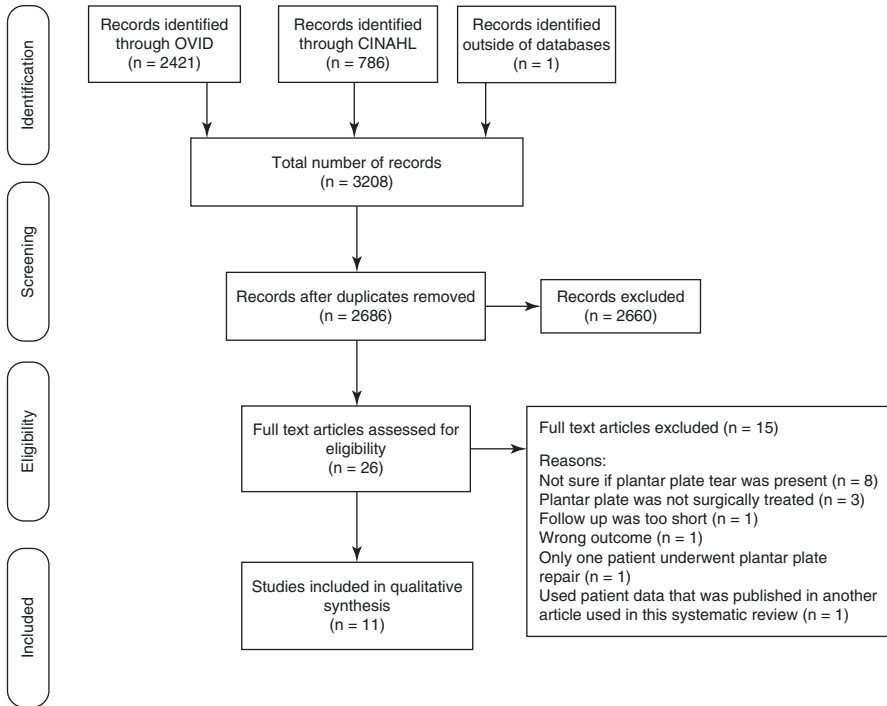 Identification
Records identified
through OVID
(n = 2421)
Records identified
through CINAHL
(n = 786)
Records identified
outside of databases
(n = 1)
Total number of records
(n = 3208)
Screening
Records after duplicates removed
(n = 2686)
Records excluded
(n = 2660)
Eligibility
Full text articles assessed for
eligibility
(n = 26)
Full text articles excluded (n = 15)
Reasons:
Not sure if plantar plate tear was present (n = 8)
Plantar plate was not surgically treated (n = 3)
Follow up was too short (n = 1)
Wrong outcome (n = 1)
Only one patient underwent plantar plate
repair (n = 1)
Used patient data that was published in another
article used in this systematic review (n = 1)
Included
Studies included in qualitative
synthesis
(n = 11)